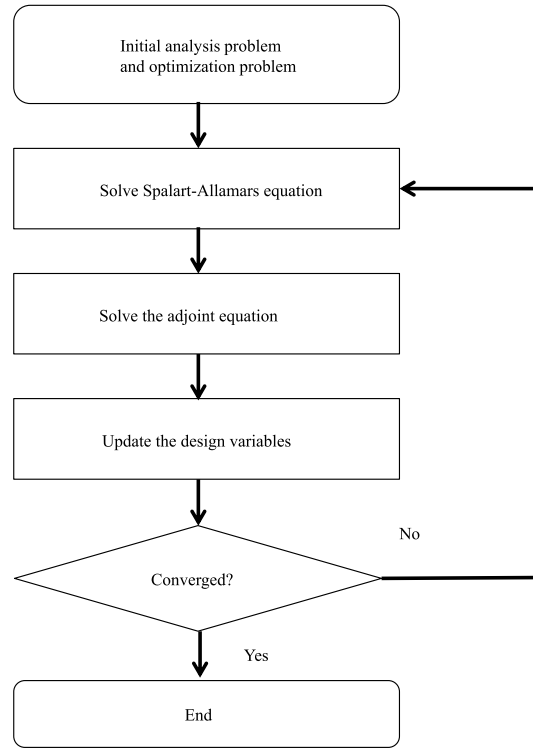 Initial analysis problem
and optimization problem
Solve Spalart-Allamars equation
Solve the adjoint equation
Update the design variables
No
Converged?
Yes
End